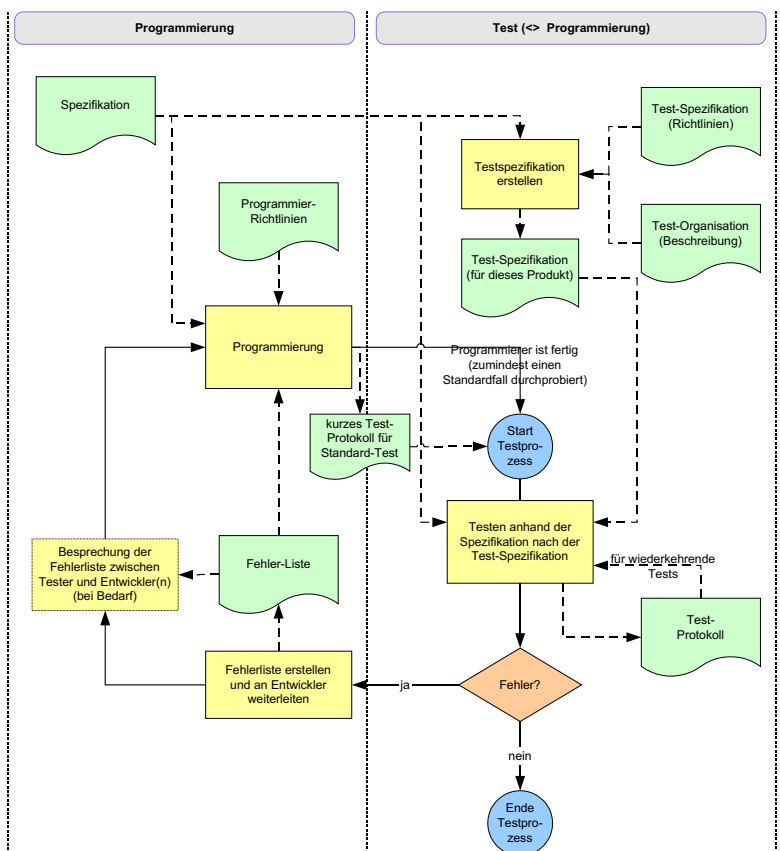 Programmierung
Test (<> Programmierung)
Spezifikation
Test-Spezifikation
(Richtlinien)
Testspezifikation
erstellen
Programmier-
Richtlinien
Test-Organisation
(Beschreibung)
Test-Spezifikation
(für dieses Produkt)
Programmierung
Programmierer ist fertig
(zumindest einen
Standardfall durchprobiert)
kurzes Test-
Protokoll für
Standard-Test
Start
Testpro-
zess
Testen anhand der
Spezifikation nach der
Test-Spezifikation
Besprechung der
Fehlerliste zwischen
Tester und Entwickler(n)
(bei Bedarf)
Fehler-Liste
für wiederkehrende
Tests
Test-
Protokoll
Fehlerliste erstellen
und an Entwickler
weiterleiten
ja
Fehler?
nein
Ende
Testpro-
zess